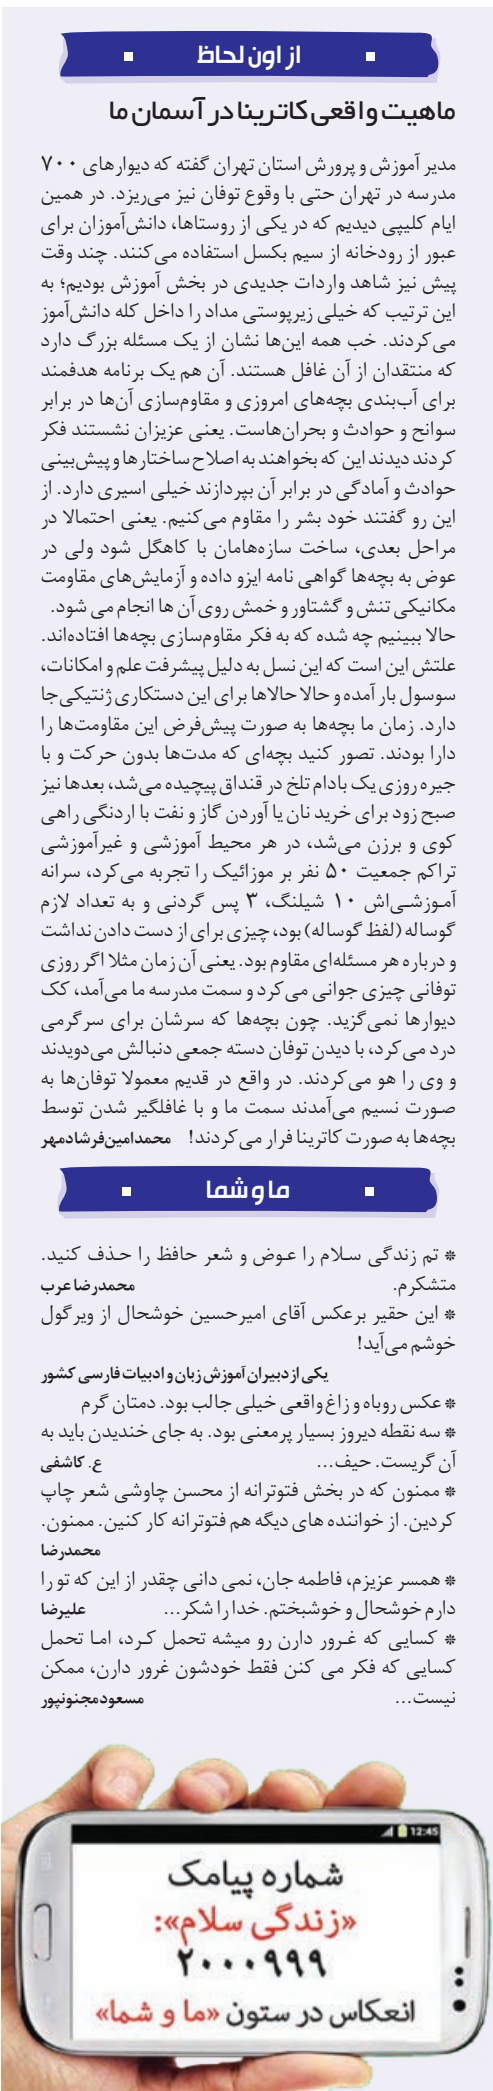 از اون لحاظ
ماهیت واقعی کاترینا در آسمان ما
مدیر آموزش و پرورش استان تهران گفته که دیوارهای ۷۰۰
مدرسه در تهران حتی با وقوع توفان نیز می‌ریزد. در همین
ایام کلیپی دیدیم که در یکی از روستاها، دانش‌آموزان برای
عبور از رودخانه از سیم بکسل استفاده می‌کنند. چند وقت
پیش نیز شاهد واردات جدیدی در بخش آموزش بودیم؛ به
این ترتیب که خیلی زیرپوستی مداد را داخل کله دانش‌آموز
می‌کردند. خب همه این‌ها نشان از یک مسئله بزرگ دارد
که منتقدان از آن غافل هستند. آن هم یک برنامه هدفمند
برای آب‌بندی بچه‌های امروزی و مقاوم‌سازی آن‌ها در برابر
سوانح و حوادث و بحران‌هاست. یعنی عزیزان نشستند فکر
کردند دیدند این که بخواهند به اصلاح ساختارها و پیش‌بینی
حوادث و آمادگی در برابر آن بپردازند خیلی اسیری دارد. از
این رو گفتند خود بشر را مقاوم می‌کنیم. یعنی احتمالا در
مراحل بعدی، ساخت سازه‌هامان با کاهگل شود ولی در
عوض به بچه‌ها گواهی نامه ایزو داده و آزمایش‌های مقاومت
مکانیکی تنش و گشتاور و خمش روی آن ها انجام می شود.
حالا ببینیم چه شده که به فکر مقاوم‌سازی بچه‌ها افتاده‌اند.
علتش این است که این نسل به دلیل پیشرفت علم و امکانات،
سوسول بار آمده و حالا حالاها برای این دستکاری ژنتیکی جا
دارد. زمان ما بچه‌ها به صورت پیش‌فرض این مقاومت‌ها را
دارا بودند. تصور کنید بچه‌ای که مدت‌ها بدون حرکت و با
جیره روزی یک بادام تلخ در قنداق پیچیده می‌شد، بعدها نیز
صبح زود برای خرید نان یا آوردن گاز و نفت با اردنگی راهی
کوی و برزن می‌شد، در هر محیط آموزشی و غیرآموزشی
تراکم جمعیت ۵۰ نفر بر موزائیک را تجربه می‌کرد، سرانه
آموزشی‌اش ۱۰ شیلنگ، ۳ پس گردنی و به تعداد لازم
گوساله (لفظ گوساله) بود، چیزی برای از دست دادن نداشت
و درباره هر مسئله‌ای مقاوم بود. یعنی آن زمان مثلا اگر روزی
توفانی چیزی جوانی می‌کرد و سمت مدرسه ما می‌آمد، کک
دیوارها نمی‌گزید. چون بچه‌ها که سرشان برای سرگرمی
درد می‌کرد، با دیدن توفان دسته جمعی دنبالش می‌دویدند
و وی را هو می‌کردند. در واقع در قدیم معمولا توفان‌ها به
صورت نسیم می‌آمدند سمت ما و با غافلگیر شدن توسط
بچه‌ها به صورت کاترینا فرار می‌کردند! محمدامین فرشادمهر
ما و شما
* تم زندگی سلام را عوض و شعر حافظ را حذف کنید.
متشکرم. محمدرضا عرب
* این حقیر برعکس آقای امیرحسین خوشحال از ویرگول
خوشم می‌آید!
یکی از دبیران آموزش زبان و ادبیات فارسی کشور
* عکس روباه و زاغ واقعی خیلی جالب بود. دمتان گرم
* سه نقطه دیروز بسیار پرمعنی بود. به جای خندیدن باید به
آن گریست. حیف... ع. کاشفی
* ممنون که در بخش فتوترانه از محسن چاوشی شعر چاپ
کردین. از خواننده های دیگه هم فتوترانه کار کنین. ممنون.
محمدرضا
* همسر عزیزم، فاطمه جان، نمی دانی چقدر از این که تو را
دارم خوشحال و خوشبختم. خدا را شکر... علیرضا
* کسایی که غرور دارن رو میشه تحمل کرد، اما تحمل
کسایی که فکر می کنن فقط خودشون غرور دارن، ممکن
نیست... مسعود مجنونپور
12:45
شماره پیامک
«زندگی سلام»:
۲۰۰۰۹۹۹
انعکاس در ستون «ما و شما»